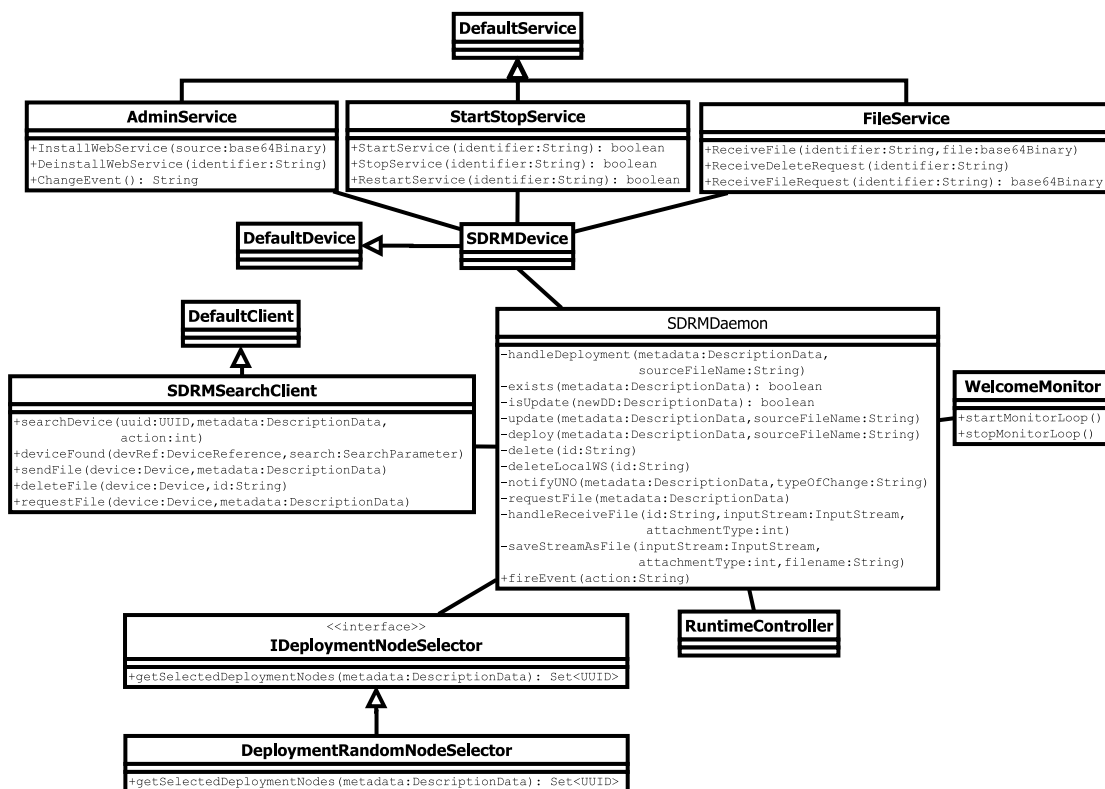 DefaultService
AdminService
+InstallWebService(source:base64Binary)
+DeinstallWebService(identifier:String)
+ChangeEvent(): String
StartStopService
+StartService(identifier:String): boolean
+StopService(identifier:String): boolean
+RestartService(identifier:String): boolean
FileService
+ReceiveFile(identifier:String,file:base64Binary)
+ReceiveDeleteRequest(identifier:String)
+ReceiveFileRequest(identifier:String): base64Binary
DefaultDevice
SDRMDevice
DefaultClient
SDRMSearchClient
+searchDevice(uuid:UUID,metadata:DescriptionData,
action:int)
+deviceFound(devRef:DeviceReference,search:SearchParameter)
+sendFile(device:Device,metadata:DescriptionData)
+deleteFile(device:Device,id:String)
+requestFile(device:Device,metadata:DescriptionData)
SDRMDaemon
-handleDeployment(metadata:DescriptionData,
sourceFileName:String)
-exists(metadata:DescriptionData): boolean
-isUpdate(newDD:DescriptionData): boolean
-update(metadata:DescriptionData,sourceFileName:String)
-deploy(metadata:DescriptionData,sourceFileName:String)
-delete(id:String)
-deleteLocalWS(id:String)
-notifyUNO(metadata:DescriptionData,typeOfChange:String)
-requestFile(metadata:DescriptionData)
-handleReceiveFile(id:String,inputStream:InputStream,
attachmentType:int)
-saveStreamAsFile(inputStream:InputStream,
attachmentType:int,filename:String)
+fireEvent(action:String)
WelcomeMonitor
+startMonitorLoop()
+stopMonitorLoop()
RuntimeController
<<interface>>
IDeploymentNodeSelector
+getSelectedDeploymentNodes(metadata:DescriptionData): Set<UUID>
DeploymentRandomNodeSelector
+getSelectedDeploymentNodes(metadata:DescriptionData): Set<UUID>